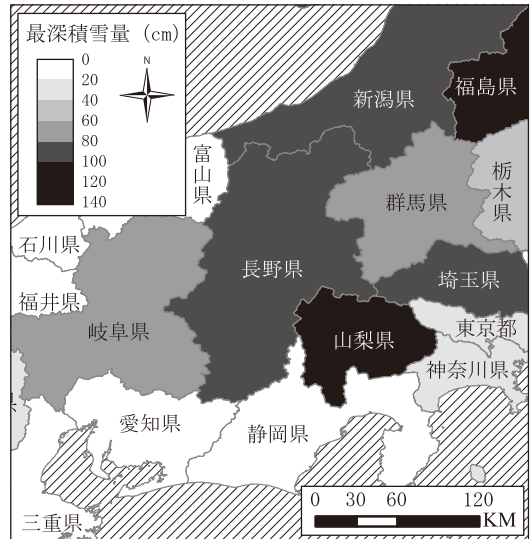 最深積雪量 (cm)
0
20
40
60
80
100
120
140
N
新潟県
福島県
富山県
栃木県
群馬県
石川県
長野県
埼玉県
福井県
岐阜県
山梨県
東京都
神奈川県
県
愛知県
静岡県
三重県
0 30 60 120
KM